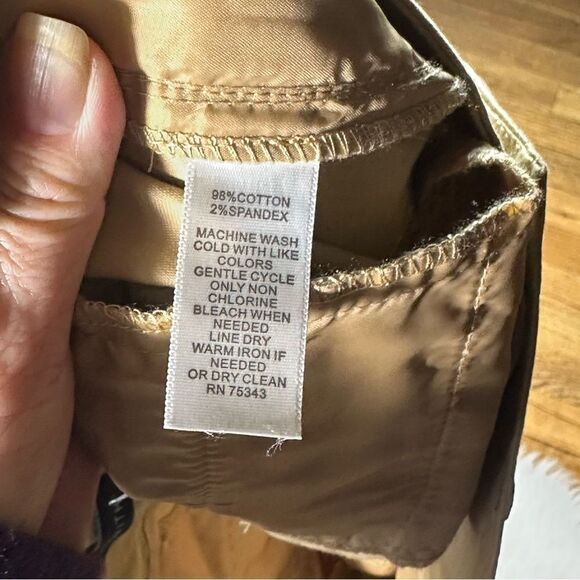 98%COTTON
2%SPANDEX
MACHINE WASH
COLD WITH LIKE
COLORS
GENTLE CYCLE
ONLY NON
CHLORINE
BLEACH WHEN
NEEDED
LINE DRY
WARM IRON IF
NEEDED
OR DRY CLEAN
RN 75343